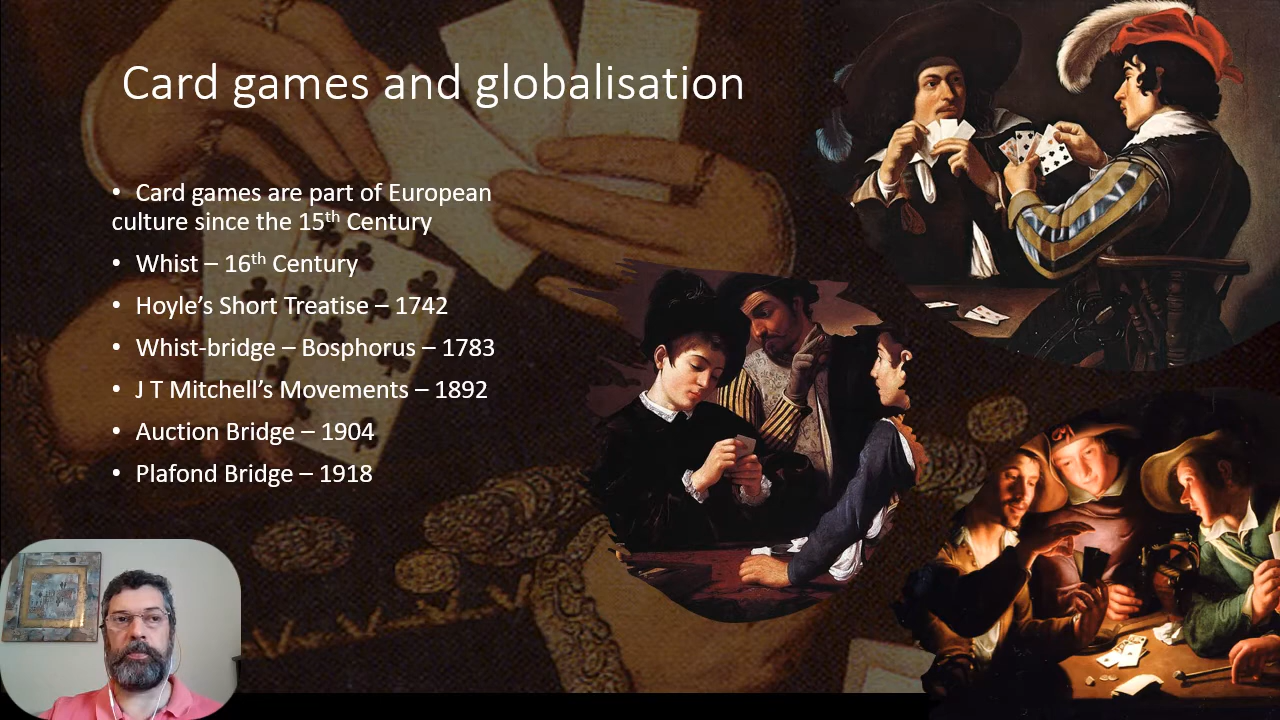 Card games and globalisation
• Card games are part of European
culture since the 15th Century
• Whist – 16th Century
• Hoyle's Short Treatise – 1742
• Whist-bridge – Bosphorus – 1783
• J T Mitchell's Movements – 1892
• Auction Bridge – 1904
• Plafond Bridge – 1918